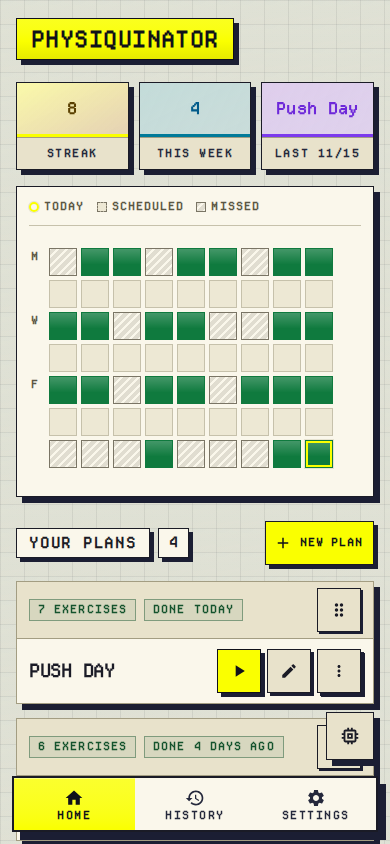 PHYSIQUINATOR
8
STREAK
4
THIS WEEK
Push Day
LAST 11/15
TODAY SCHEDULED MISSED
M
W
F
YOUR PLANS 4
+ NEW PLAN
7 EXERCISES DONE TODAY
PUSH DAY
6 EXERCISES DONE 4 DAYS AGO
HOME HISTORY SETTINGS